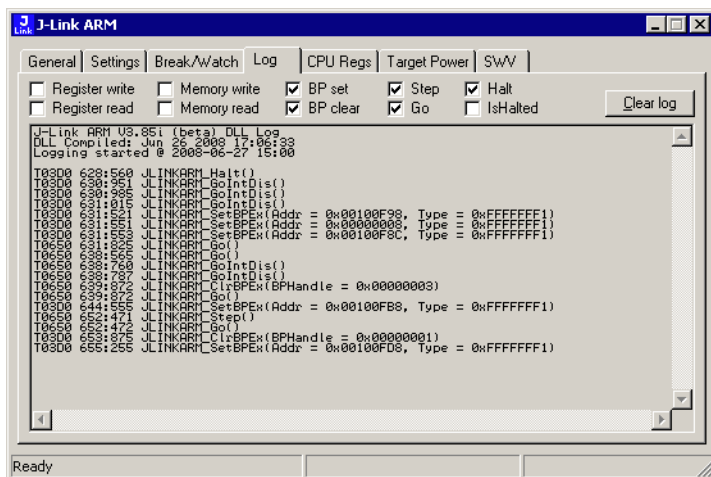 J-Link ARM
General Settings Break/Watch Log CPU Regs Target Power SWV
Register write Memory write BP set Step Halt
Register read Memory read BP clear Go IsHalted
Clear log
J-Link ARM V3.85i (beta) DLL Log
DLL Compiled: Jun 26 2008 17:06:33
Logging started @ 2008-06-27 15:00
T03D0 628:560 JLINKARM_Halt()
T03D0 630:951 JLINKARM_GoIntDis()
T03D0 630:985 JLINKARM_GoIntDis()
T03D0 631:015 JLINKARM_GoIntDis()
T03D0 631:521 JLINKARM_SetBPEx(Addr = 0x00100F98, Type = 0xFFFFFFF1)
T03D0 631:551 JLINKARM_SetBPEx(Addr = 0x00000008, Type = 0xFFFFFFF1)
T03D0 631:553 JLINKARM_SetBPEx(Addr = 0x00100F8C, Type = 0xFFFFFFF1)
T0650 631:825 JLINKARM_Go()
T0650 638:565 JLINKARM_Go()
T0650 638:760 JLINKARM_GoIntDis()
T0650 638:787 JLINKARM_GoIntDis()
T0650 639:872 JLINKARM_ClrBPEx(BPHandle = 0x00000003)
T0650 639:872 JLINKARM_Go()
T03D0 644:555 JLINKARM_SetBPEx(Addr = 0x00100FB8, Type = 0xFFFFFFF1)
T0650 652:471 JLINKARM_Step()
T0650 652:472 JLINKARM_Go()
T03D0 653:875 JLINKARM_ClrBPEx(BPHandle = 0x00000001)
T03D0 655:255 JLINKARM_SetBPEx(Addr = 0x00100FD8, Type = 0xFFFFFFF1)
Ready